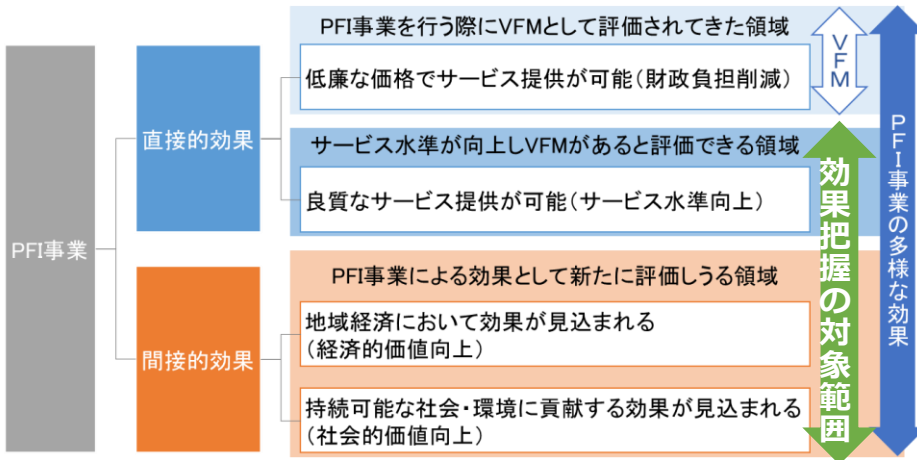 PFI事業
直接的効果
間接的効果
PFI事業を行う際にVFMとして評価されてきた領域
低廉な価格でサービス提供が可能（財政負担削減）
サービス水準が向上しVFMがあると評価できる領域
良質なサービス提供が可能（サービス水準向上）
PFI事業による効果として新たに評価しうる領域
地域経済において効果が見込まれる
（経済的価値向上）
持続可能な社会・環境に貢献する効果が見込まれる
（社会的価値向上）
VFM
効果把握の対象範囲
PFI事業の多様な効果